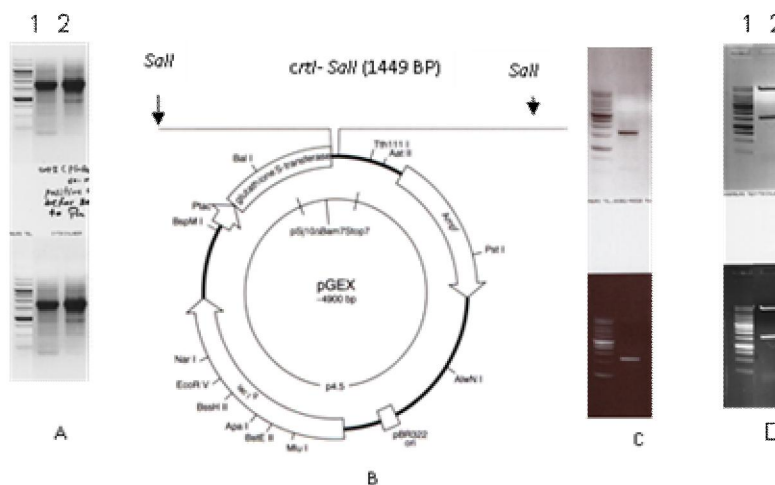 1 2
SalI
crtI- SalI (1449 BP)
SalI
1 2
Tth111 I
Aat II
Bal I
glutathione S-transferase
Ptac
BspM I
pSj10ΔBam7Stop7
Pst I
pGEX
~4900 bp
Nar I
EcoR V
BssH II
Apa I
BstE II
Mlu I
p4.5
AlwN I
pBR322
ori
positive
A
B
C
D